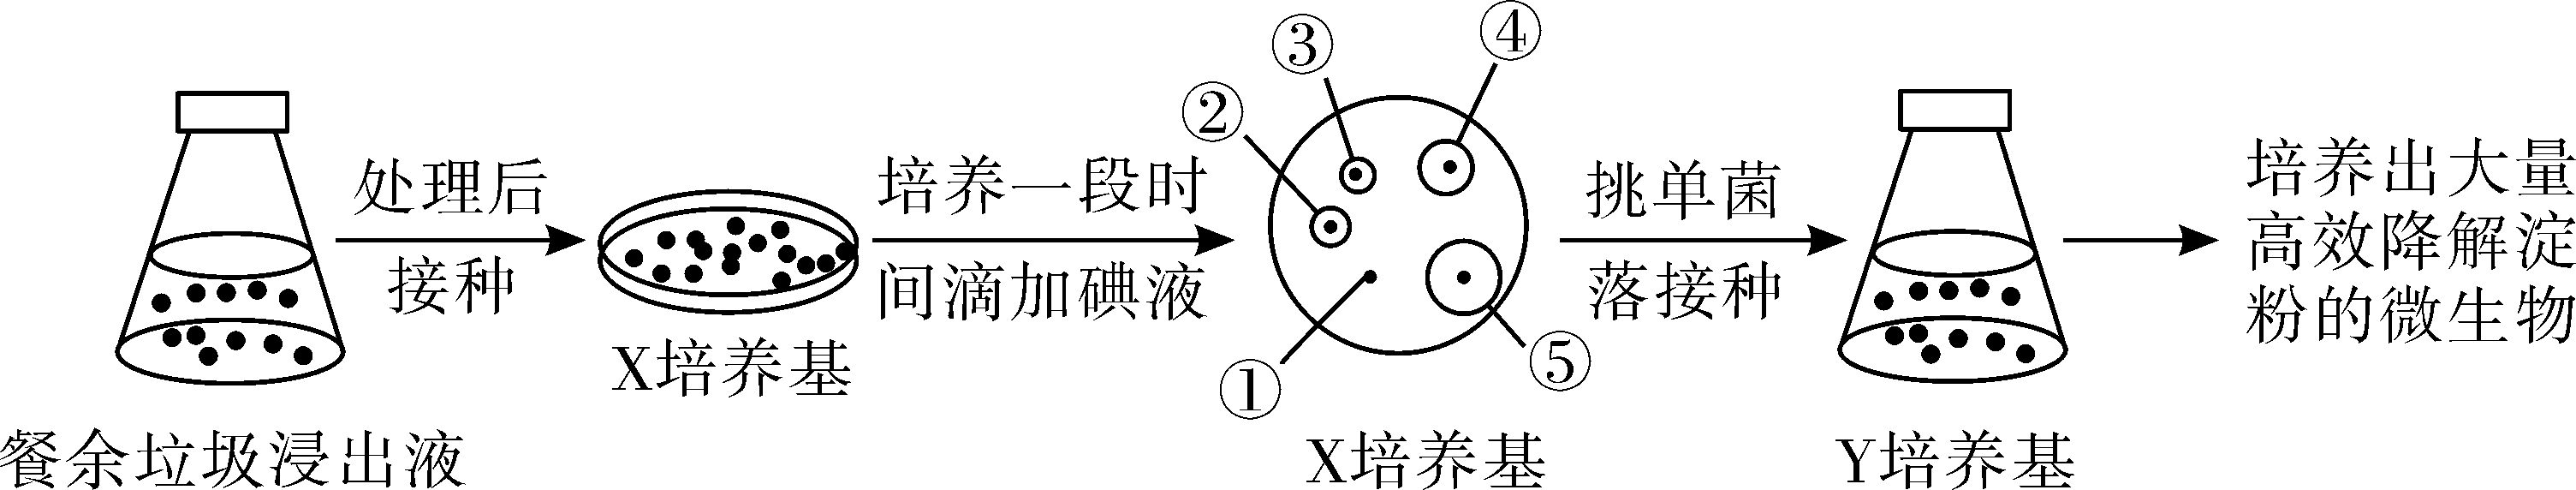 餐余垃圾浸出液
处理后
接种
X培养基
培养一段时
间滴加碘液
①
②
③
④
⑤
X培养基
挑单菌
落接种
Y培养基
培养出大量
高效降解淀
粉的微生物